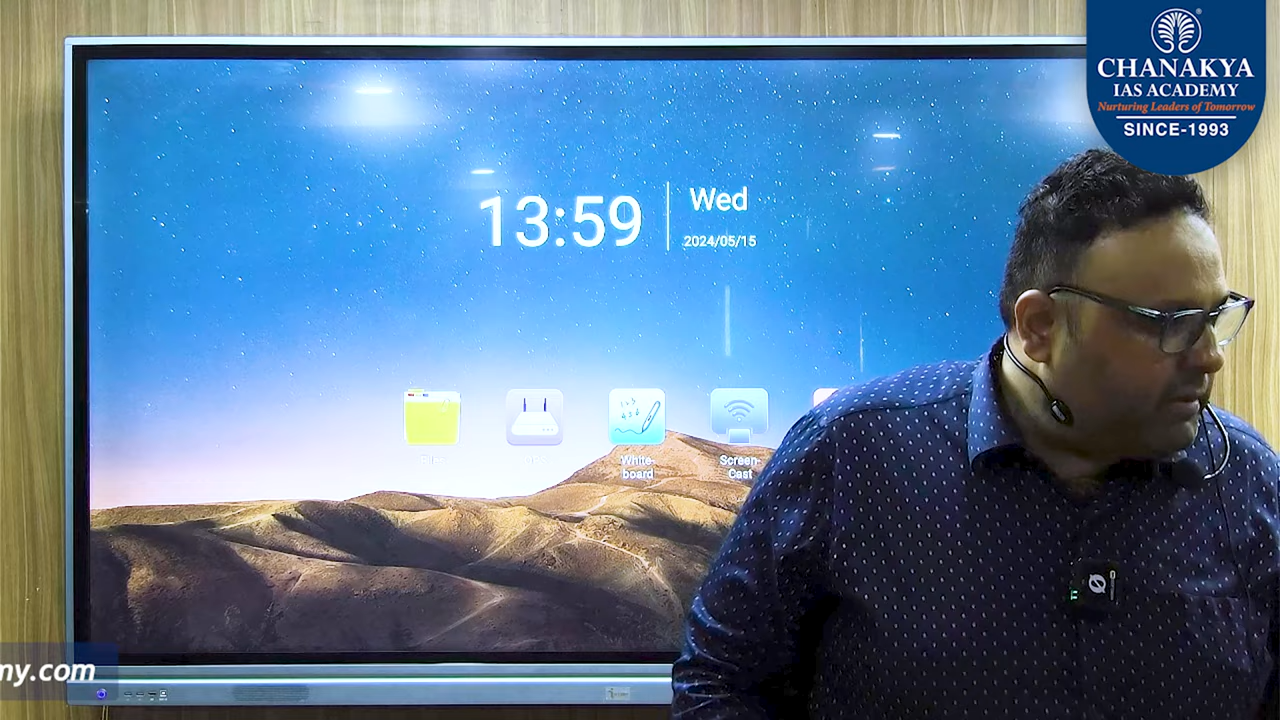 CHANAKYA
IAS ACADEMY
Nurturing Leaders of Tomorrow
SINCE-1993
13:59
Wed
2024/05/15
White-
board
Screen-
Cast
my.com